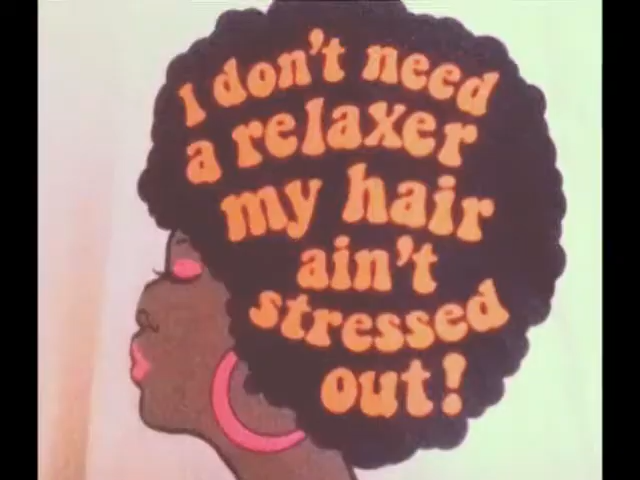 I don't need
a relaxer
my hair
ain't
stressed
out!